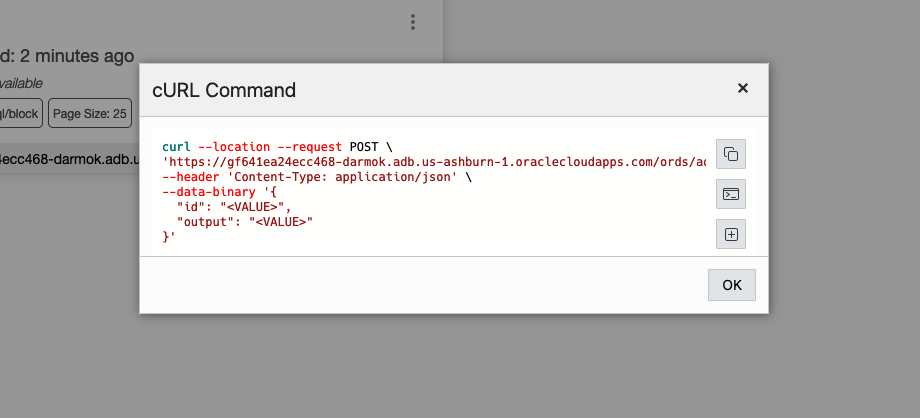 d: 2 minutes ago
vailable
ql/block
Page Size: 25
4ecc468-darmok.adb.u
cURL Command
curl --location --request POST \
'https://gf641ea24ecc468-darmok.adb.us-ashburn-1.oraclecloudapps.com/ords/ad
--header 'Content-Type: application/json' \
--data-binary '{
"id": "<VALUE>",
"output": "<VALUE>"
}'
OK